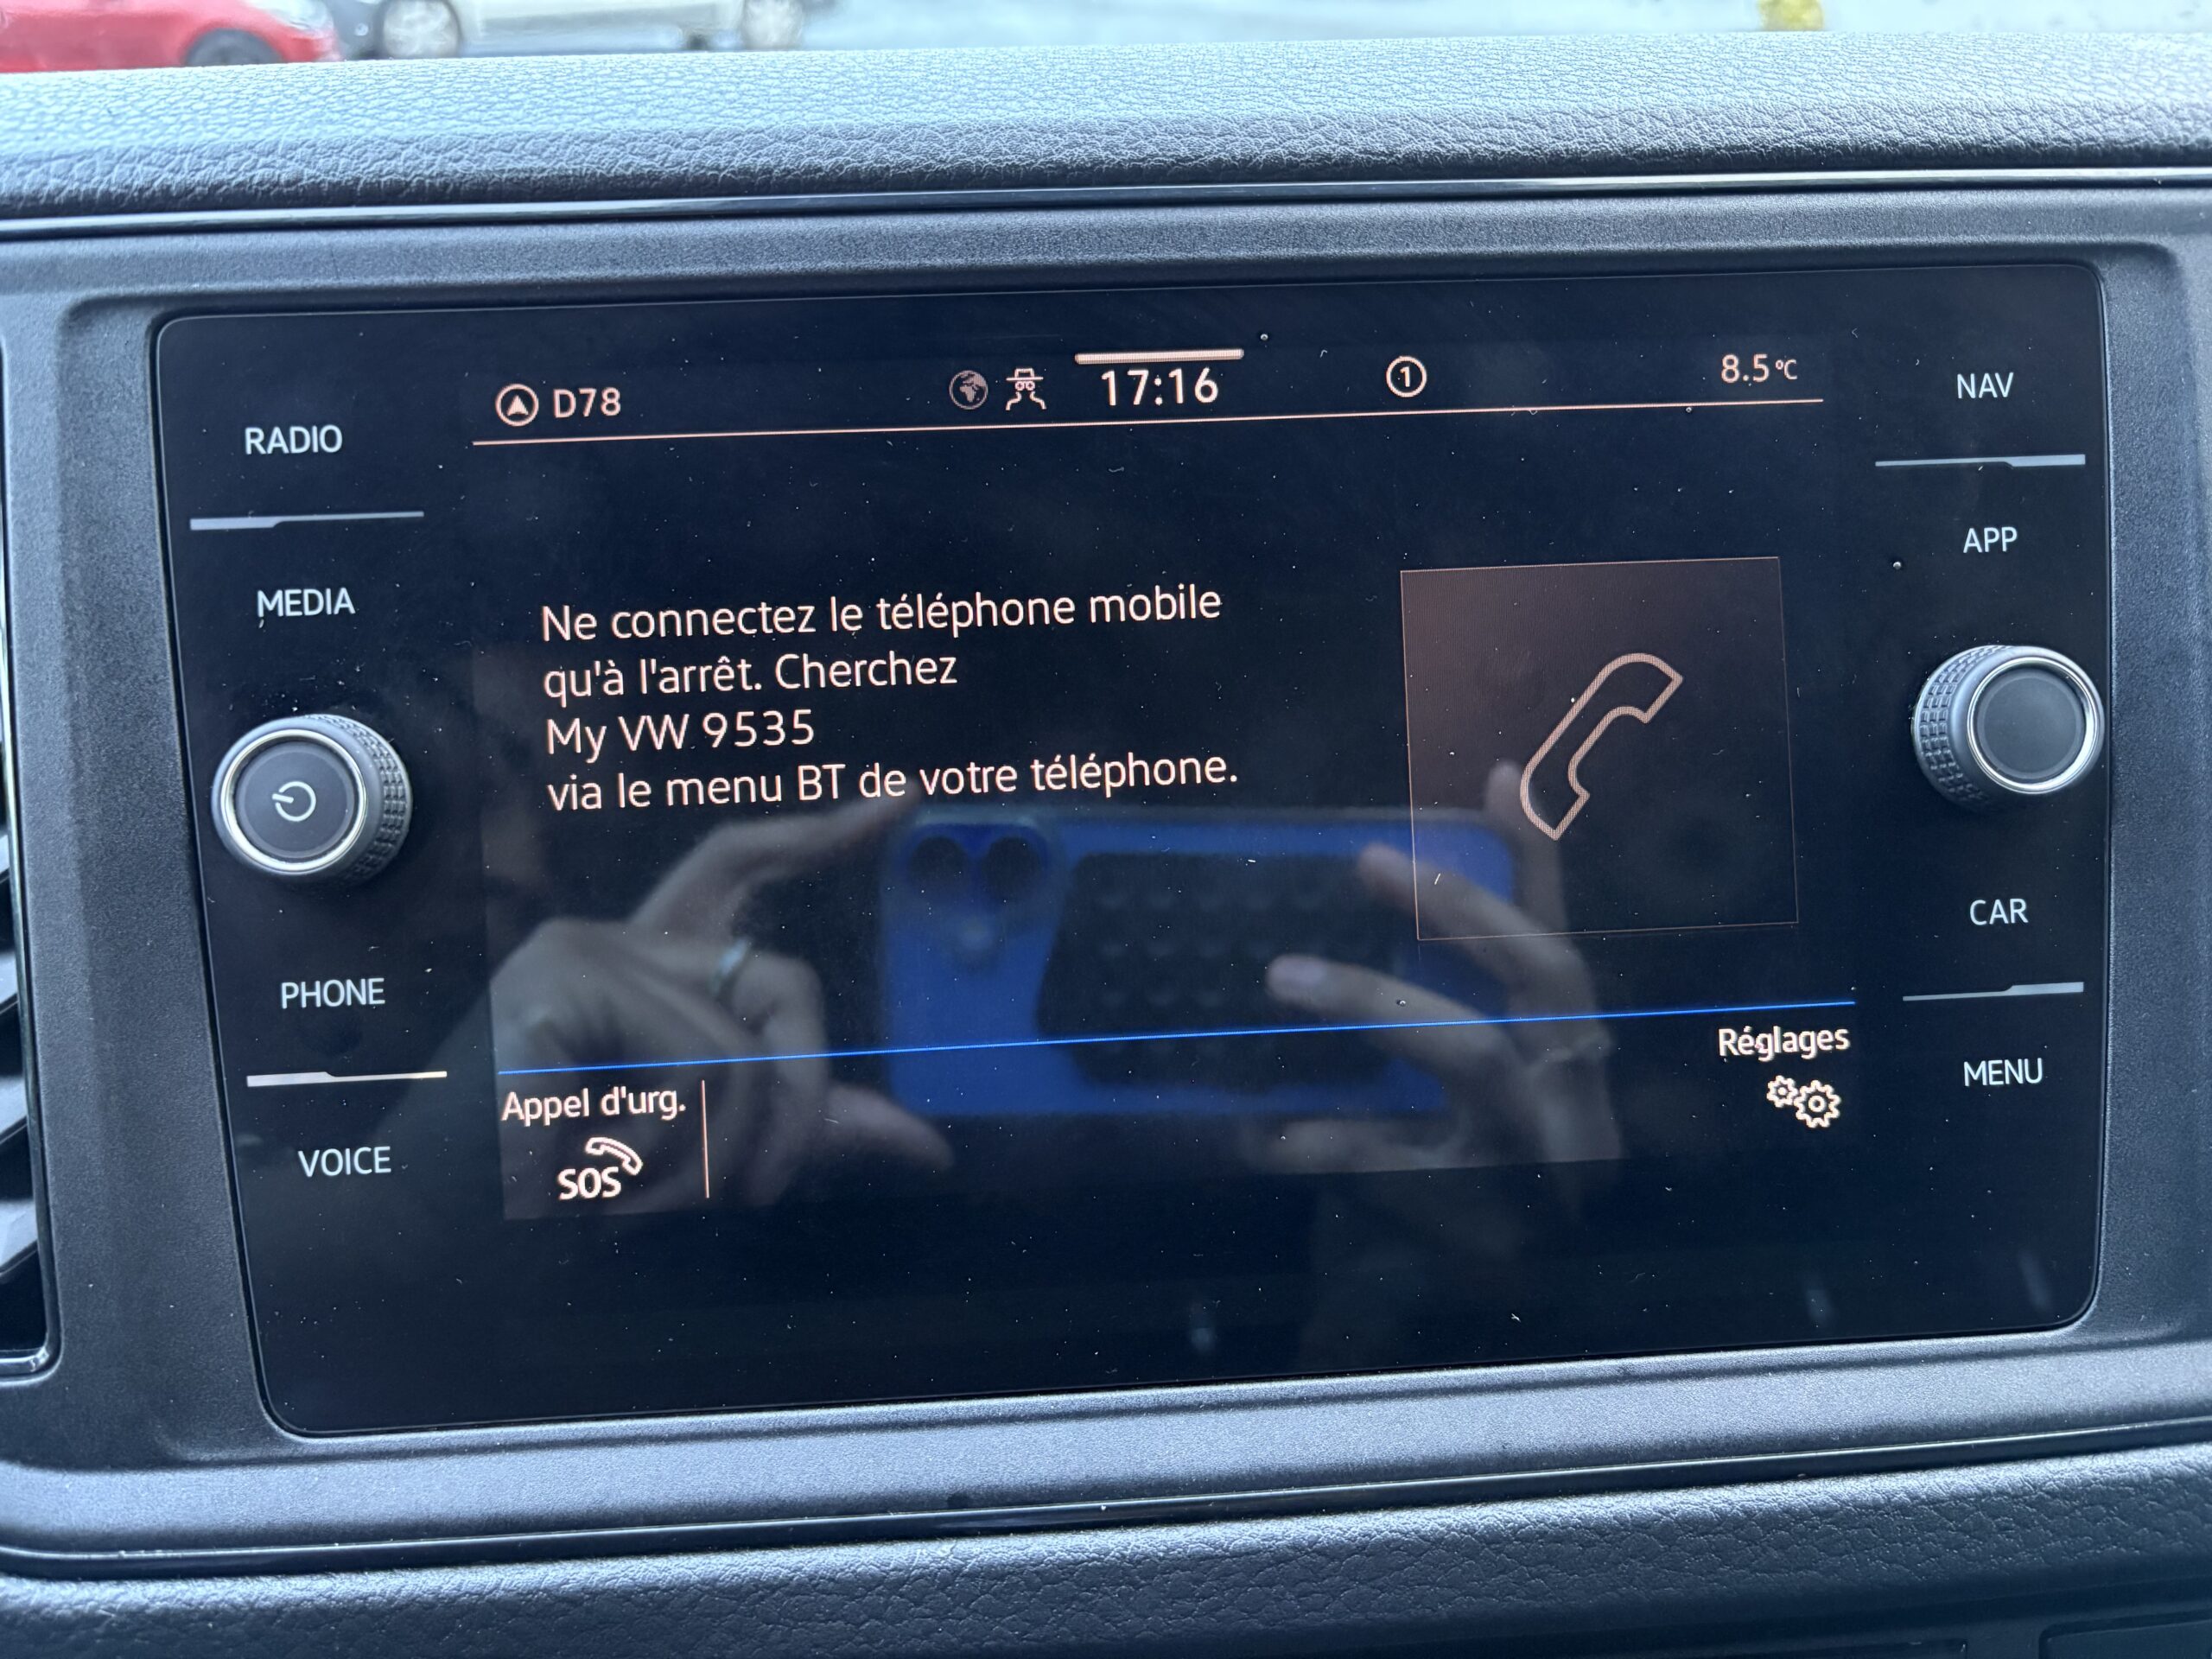 D78
17:16
1
8.5°C
RADIO
MEDIA
PHONE
VOICE
Ne connectez le téléphone mobile
qu'à l'arrêt. Cherchez
My VW 9535
via le menu BT de votre téléphone.
Appel d'urg.
SOS
Réglages
NAV
APP
CAR
MENU